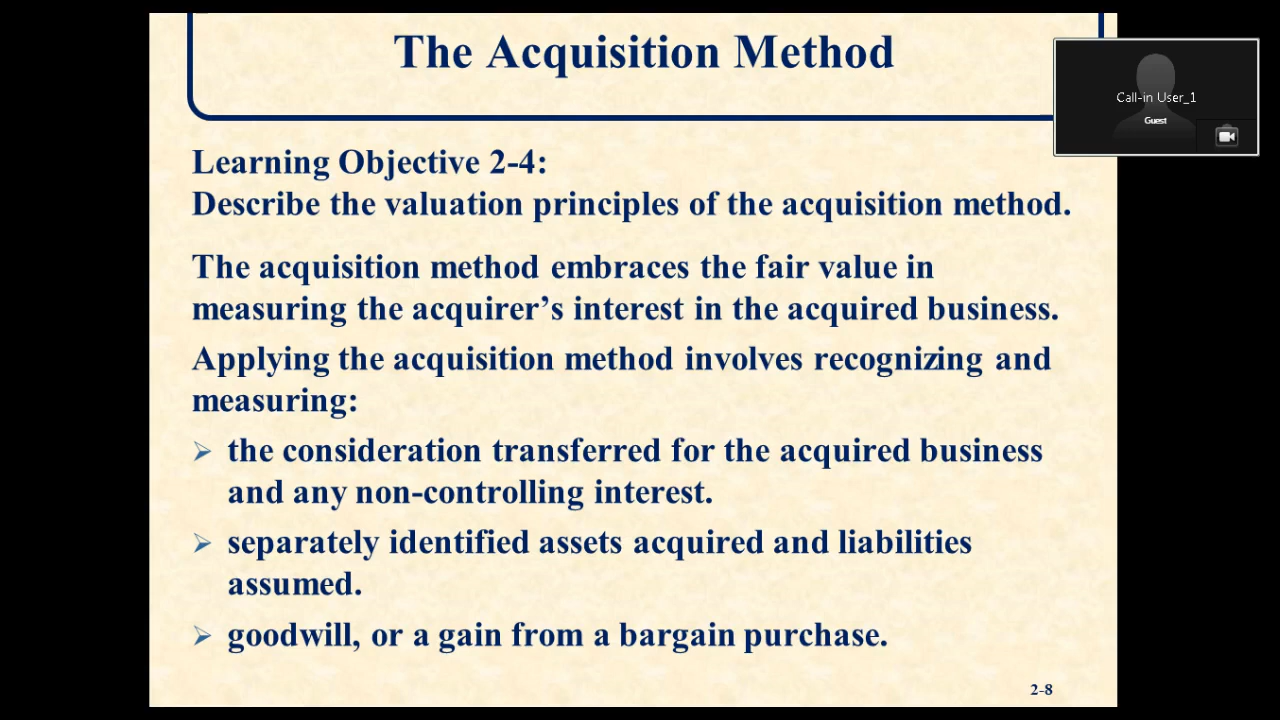 The Acquisition Method
Call-in User_1
Guest
Learning Objective 2-4:
Describe the valuation principles of the acquisition method.
The acquisition method embraces the fair value in
measuring the acquirer’s interest in the acquired business.
Applying the acquisition method involves recognizing and
measuring:
the consideration transferred for the acquired business
and any non-controlling interest.
separately identified assets acquired and liabilities
assumed.
goodwill, or a gain from a bargain purchase.
2-8